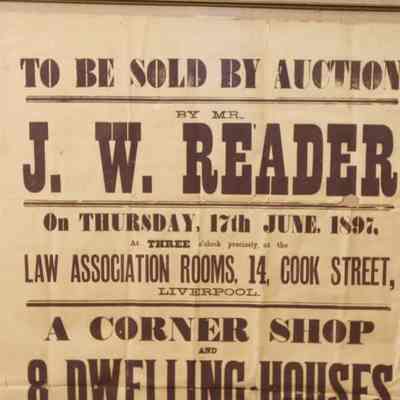 TO BE SOLD BY AUCTION
BY MR.
J. W. READER
On THURSDAY, 17th JUNE, 1897,
At THREE o'clock precisely, at the
LAW ASSOCIATION ROOMS, 14, COOK STREET,
LIVERPOOL.
A CORNER SHOP
AND
8 DWELLING-HOUSES